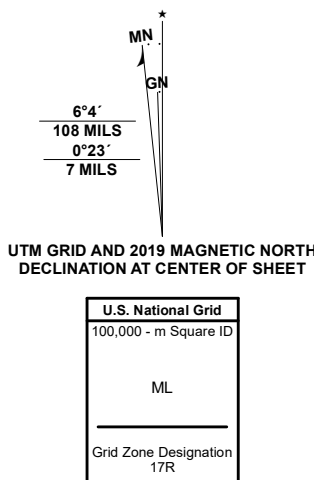 ★
MN
GN
6°4´
108 MILS
0°23´
7 MILS
UTM GRID AND 2019 MAGNETIC NORTH
DECLINATION AT CENTER OF SHEET
U.S. National Grid
100,000 - m Square ID
ML
Grid Zone Designation
17R